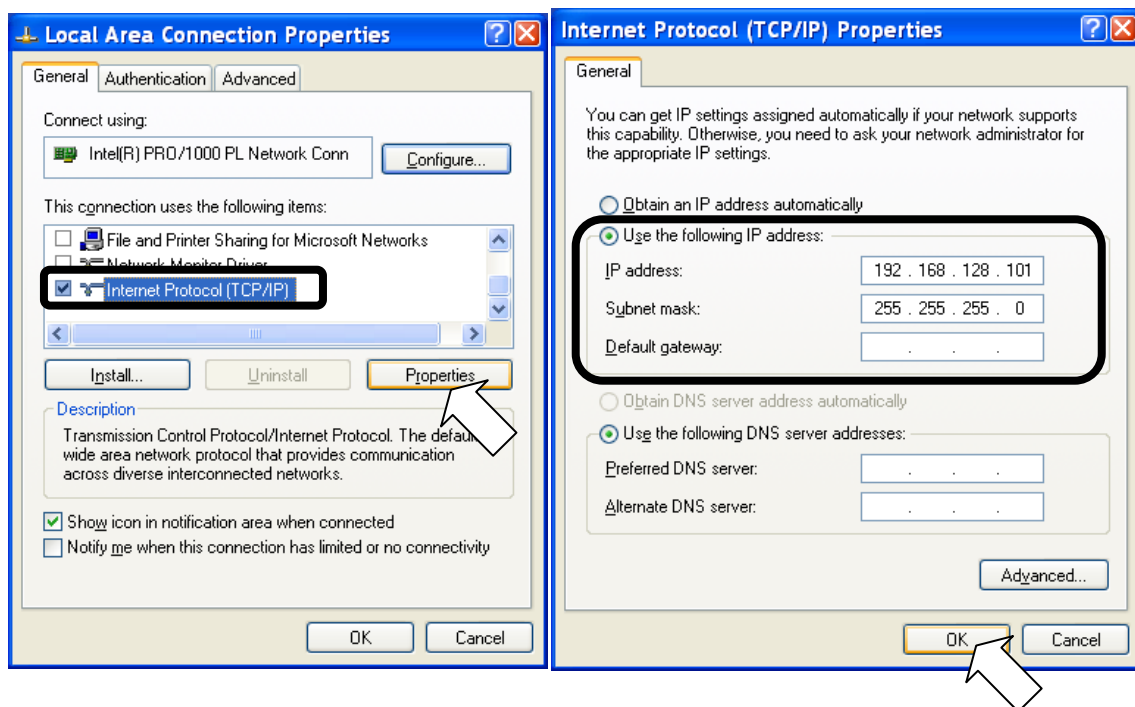 Local Area Connection Properties
General Authentication Advanced
Connect using:
Intel(R) PRO/1000 PL Network Conn
Configure...
This connection uses the following items:
File and Printer Sharing for Microsoft Networks
Network Monitor Driver
Internet Protocol (TCP/IP)
Install... Uninstall Properties
Description
Transmission Control Protocol/Internet Protocol. The default
wide area network protocol that provides communication
across diverse interconnected networks.
Show icon in notification area when connected
Notify me when this connection has limited or no connectivity
OK Cancel
Internet Protocol (TCP/IP) Properties
General
You can get IP settings assigned automatically if your network supports
this capability. Otherwise, you need to ask your network administrator for
the appropriate IP settings.
Obtain an IP address automatically
Use the following IP address:
IP address: 192 . 168 . 128 . 101
Subnet mask: 255 . 255 . 255 . 0
Default gateway: . . .
Obtain DNS server address automatically
Use the following DNS server addresses:
Preferred DNS server: . . .
Alternate DNS server: . . .
Advanced...
OK Cancel